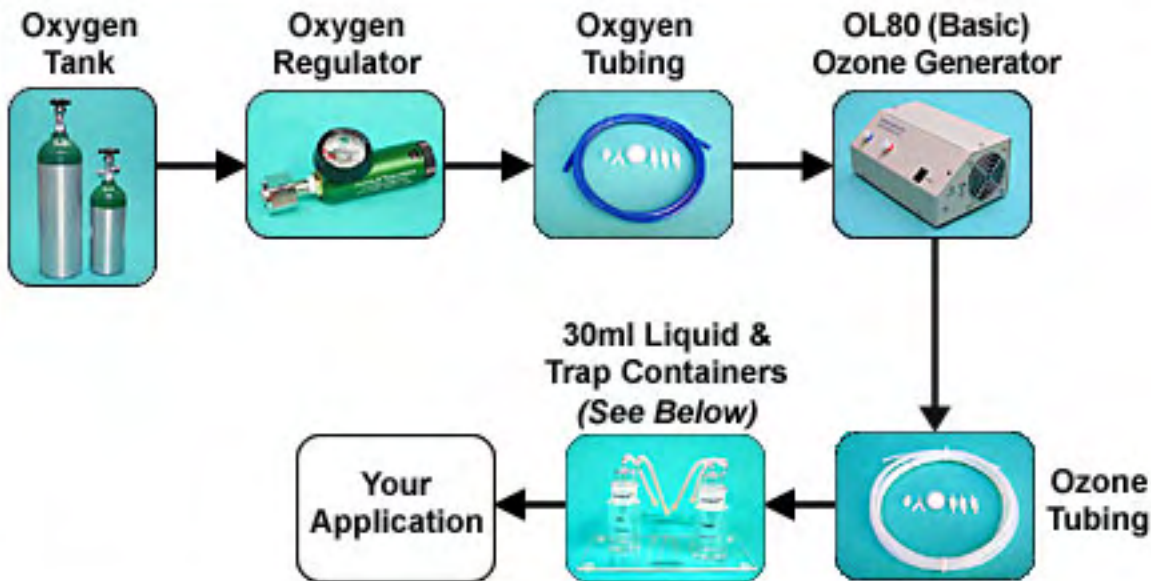 Oxygen
Tank
Oxygen
Regulator
Oxgyen
Tubing
OL80 (Basic)
Ozone Generator
30ml Liquid &
Trap Containers
(See Below)
Your
Application
Ozone
Tubing